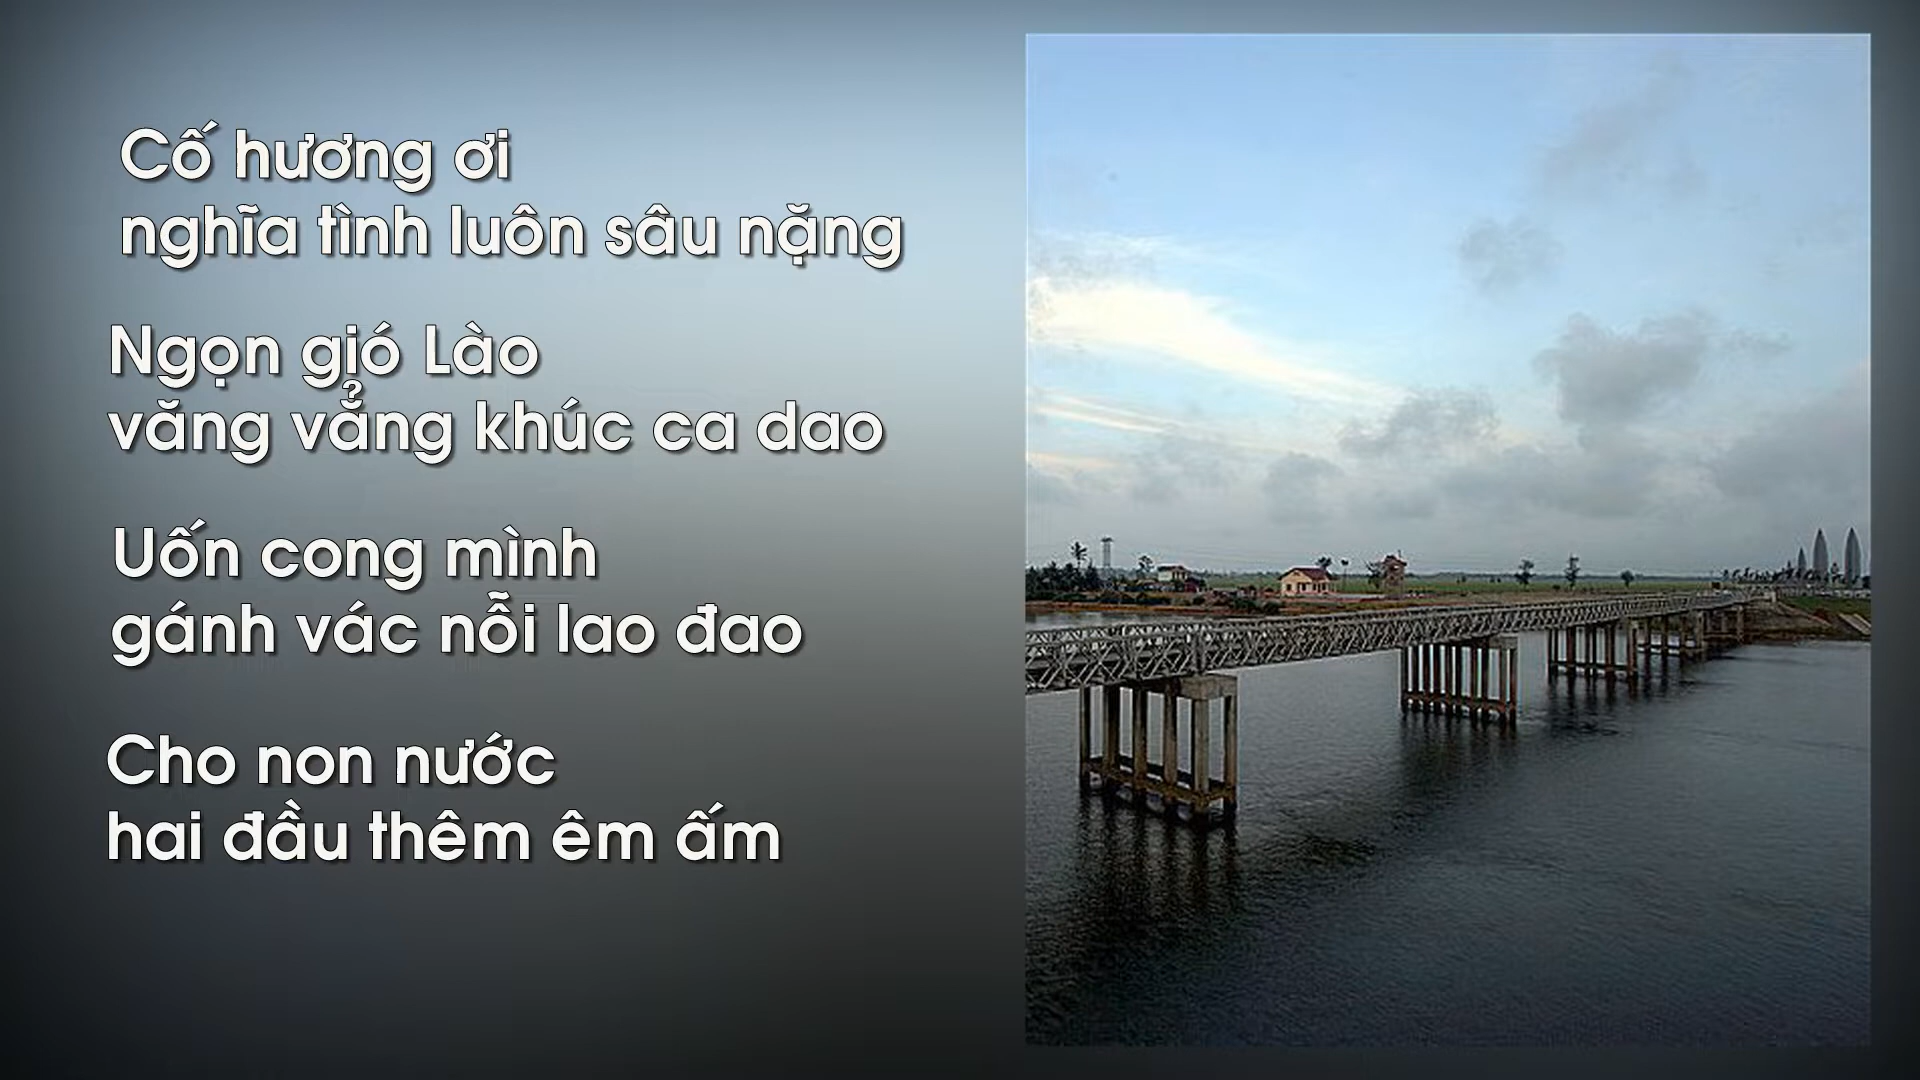 Cố hương ơi
nghĩa tình luôn sâu nặng
Ngọn gió Lào
văng vẳng khúc ca dao
Uốn cong mình
gánh vác nỗi lao đao
Cho non nước
hai đầu thêm êm ấm